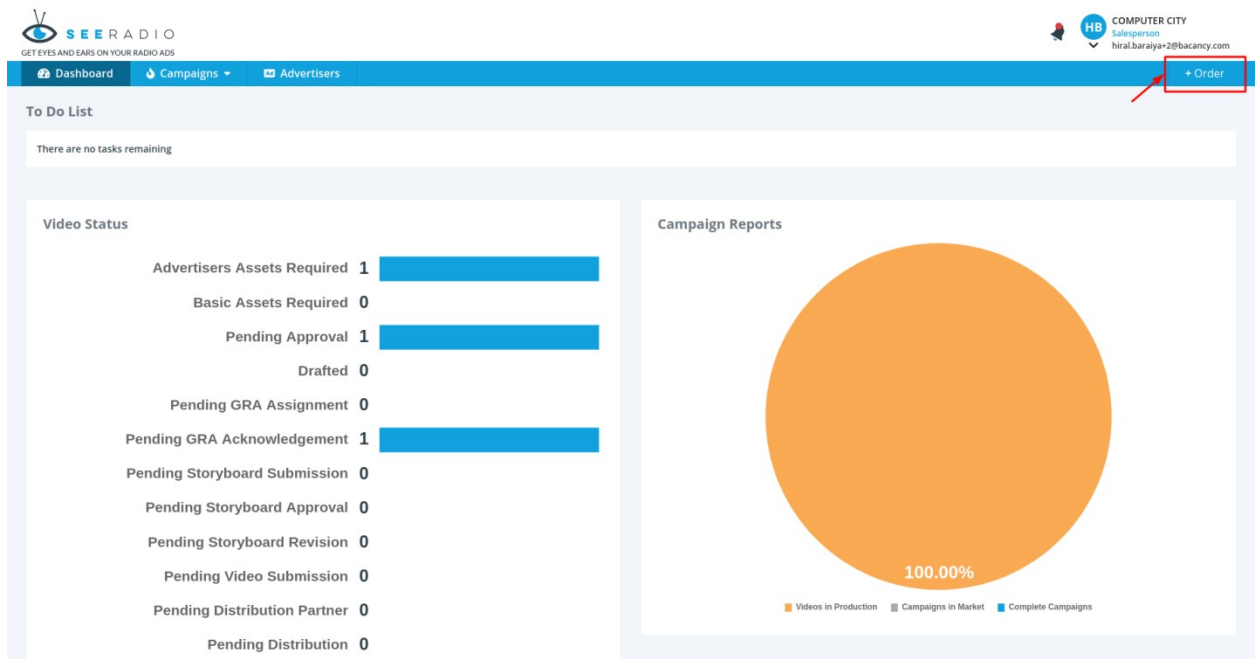 SEERADIO
GET EYES AND EARS ON YOUR RADIO ADS
HB
COMPUTER CITY
Salesperson
hiral.baraiya+2@bacancy.com
Dashboard
Campaigns
Advertisers
+ Order
To Do List
There are no tasks remaining
Video Status
Advertisers Assets Required 1
Basic Assets Required 0
Pending Approval 1
Drafted 0
Pending GRA Assignment 0
Pending GRA Acknowledgement 1
Pending Storyboard Submission 0
Pending Storyboard Approval 0
Pending Storyboard Revision 0
Pending Video Submission 0
Pending Distribution Partner 0
Pending Distribution 0
Campaign Reports
100.00%
Videos in Production
Campaigns in Market
Complete Campaigns